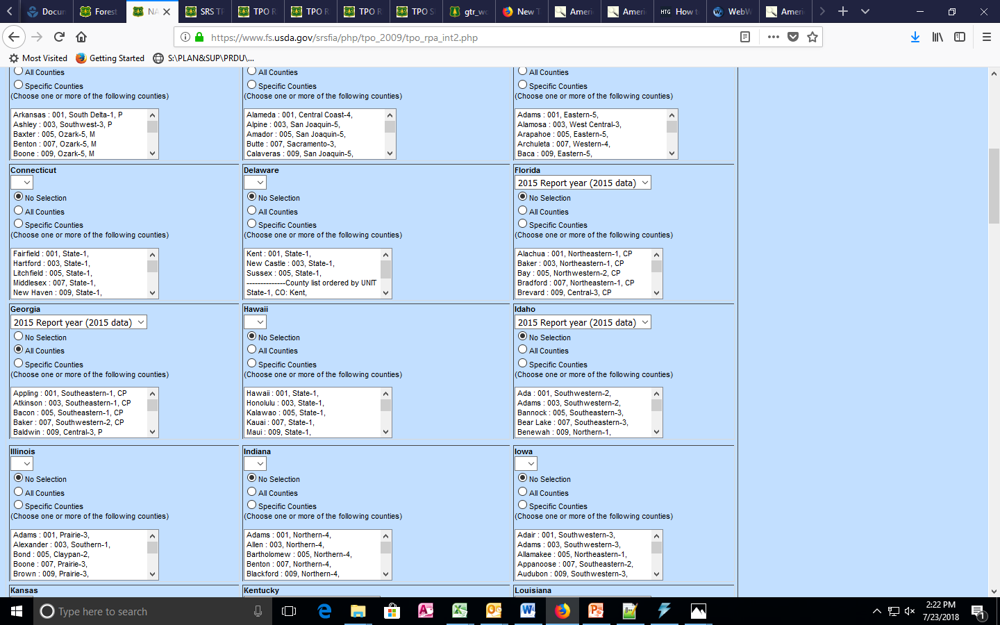 Docum
Forest
NA
SRS TP
TPO R
TPO R
TPO R
TPO S
gtr_wo
New T
Ameri
Ameri
HTG How to
WebW
Ameri
https://www.fs.usda.gov/srsfia/php/tpo_2009/tpo_rpa_int2.php
Most Visited Getting Started S:\PLAN&SUP\PRDU\...
All Counties All Counties All Counties
Specific Counties Specific Counties Specific Counties
(Choose one or more of the following counties) (Choose one or more of the following counties) (Choose one or more of the following counties)
Arkansas : 001, South Delta-1, P Alameda : 001, Central Coast-4, Adams : 001, Eastern-5,
Ashley : 003, Southwest-3, P Alpine : 003, San Joaquin-5, Alamosa : 003, West Central-3,
Baxter : 005, Ozark-5, M Amador : 005, San Joaquin-5, Arapahoe : 005, Eastern-5,
Benton : 007, Ozark-5, M Butte : 007, Sacramento-3, Archuleta : 007, Western-4,
Boone : 009, Ozark-5, M Calaveras : 009, San Joaquin-5, Baca : 009, Eastern-5,
Connecticut Delaware Florida
2015 Report year (2015 data)
No Selection No Selection No Selection
All Counties All Counties All Counties
Specific Counties Specific Counties Specific Counties
(Choose one or more of the following counties) (Choose one or more of the following counties) (Choose one or more of the following counties)
Fairfield : 001, State-1, Kent : 001, State-1, Alachua : 001, Northeastern-1, CP
Hartford : 003, State-1, New Castle : 003, State-1, Baker : 003, Northeastern-1, CP
Litchfield : 005, State-1, Sussex : 005, State-1, Bay : 005, Northwestern-2, CP
Middlesex : 007, State-1, --------------County list ordered by UNIT Bradford : 007, Northeastern-1, CP
New Haven : 009, State-1, State-1, CO: Kent, Brevard : 009, Central-3, CP
Georgia Hawaii Idaho
2015 Report year (2015 data) 2015 Report year (2015 data)
No Selection No Selection No Selection
All Counties All Counties All Counties
Specific Counties Specific Counties Specific Counties
(Choose one or more of the following counties) (Choose one or more of the following counties) (Choose one or more of the following counties)
Appling : 001, Southeastern-1, CP Hawaii : 001, State-1, Ada : 001, Southwestern-2,
Atkinson : 003, Southeastern-1, CP Honolulu : 003, State-1, Adams : 003, Southwestern-2,
Bacon : 005, Southeastern-1, CP Kalawao : 005, State-1, Bannock : 005, Southeastern-3,
Baker : 007, Southwestern-2, CP Kauai : 007, State-1, Bear Lake : 007, Southeastern-3,
Baldwin : 009, Central-3, P Maui : 009, State-1, Benewah : 009, Northern-1,
Illinois Indiana Iowa
No Selection No Selection No Selection
All Counties All Counties All Counties
Specific Counties Specific Counties Specific Counties
(Choose one or more of the following counties) (Choose one or more of the following counties) (Choose one or more of the following counties)
Adams : 001, Prairie-3, Adams : 001, Northern-4, Adair : 001, Southwestern-3,
Alexander : 003, Southern-1, Allen : 003, Northern-4, Adams : 003, Southwestern-3,
Bond : 005, Claypan-2, Bartholomew : 005, Northern-4, Allamakee : 005, Northeastern-1,
Boone : 007, Prairie-3, Benton : 007, Northern-4, Appanoose : 007, Southeastern-2,
Brown : 009, Prairie-3, Blackford : 009, Northern-4, Audubon : 009, Southwestern-3,
Kansas Kentucky Louisiana
Type here to search
2:22 PM
7/23/2018
1